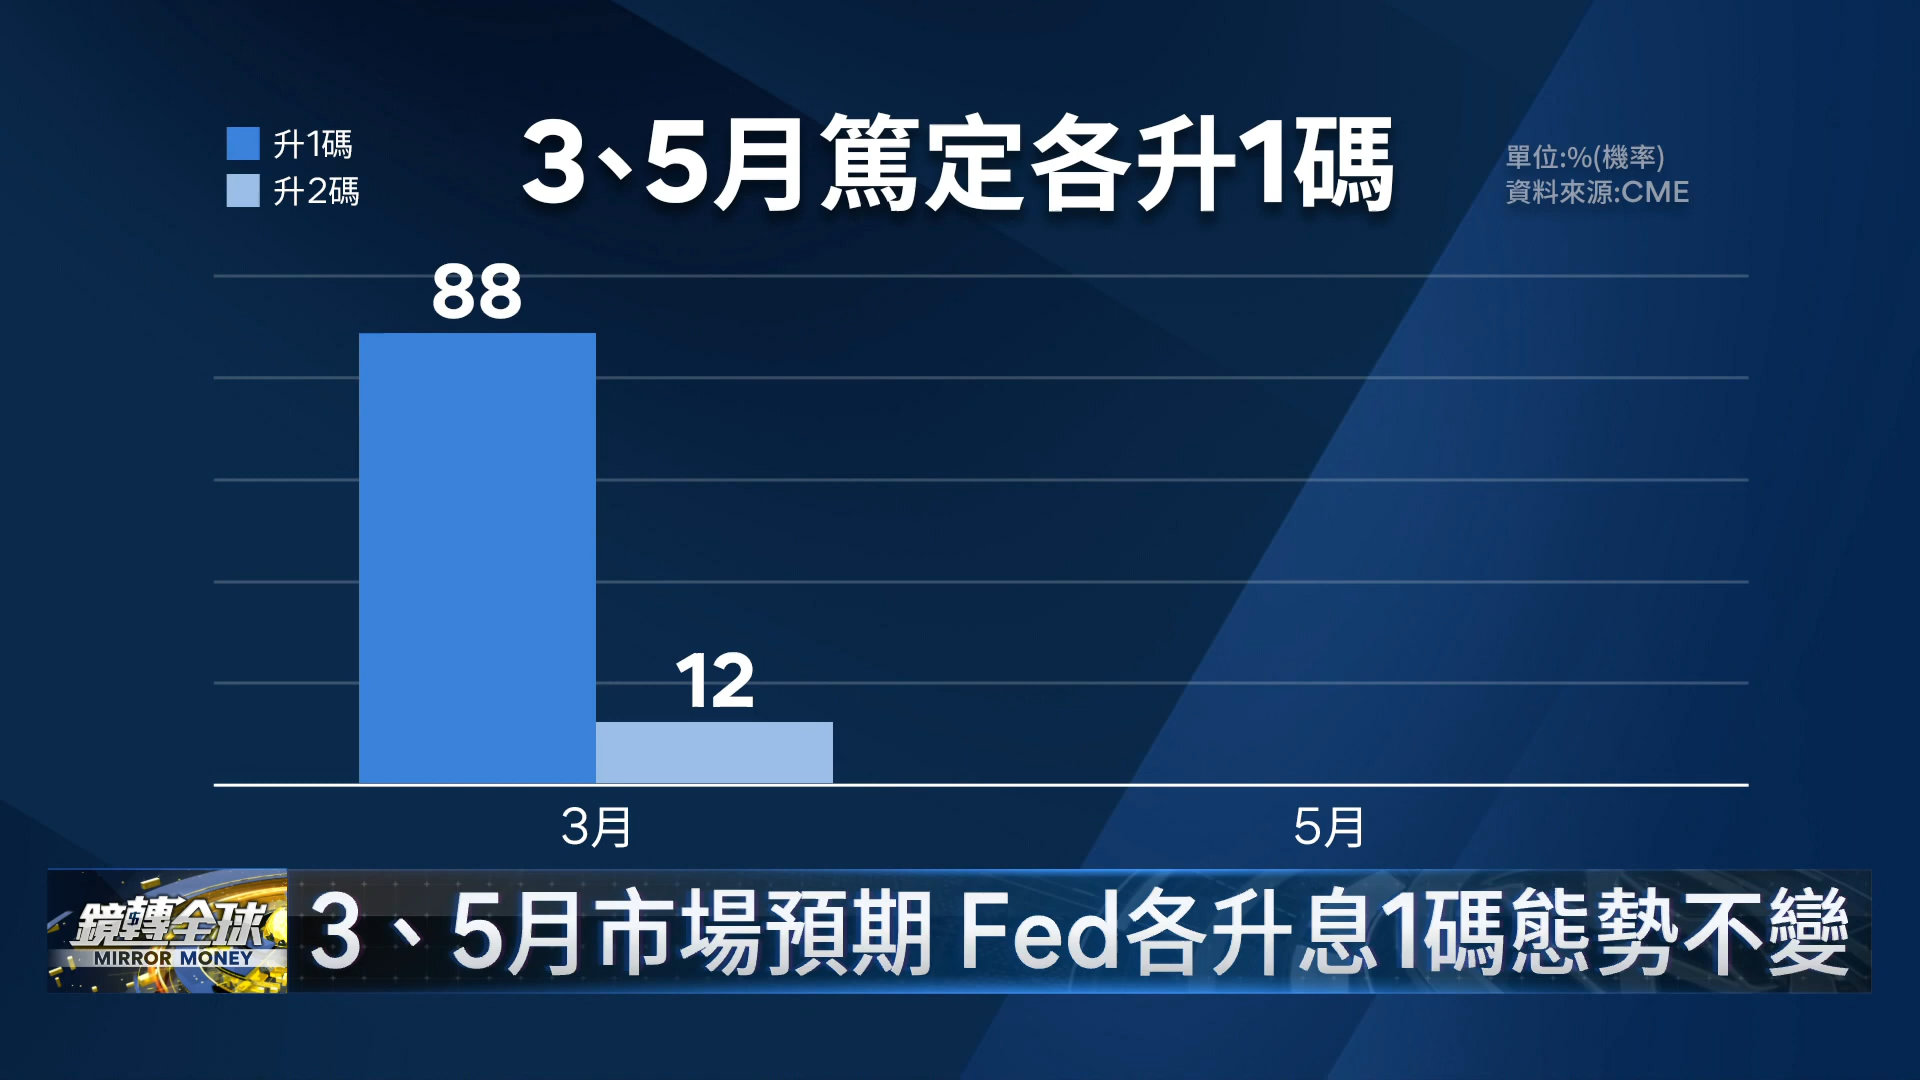 升1碼
升2碼
3、5月篤定各升1碼
單位:%(機率)
資料來源:CME
88
12
3月
5月
鏡轉全球
MIRROR MONEY
3、5月市場預期 Fed各升息1碼態勢不變